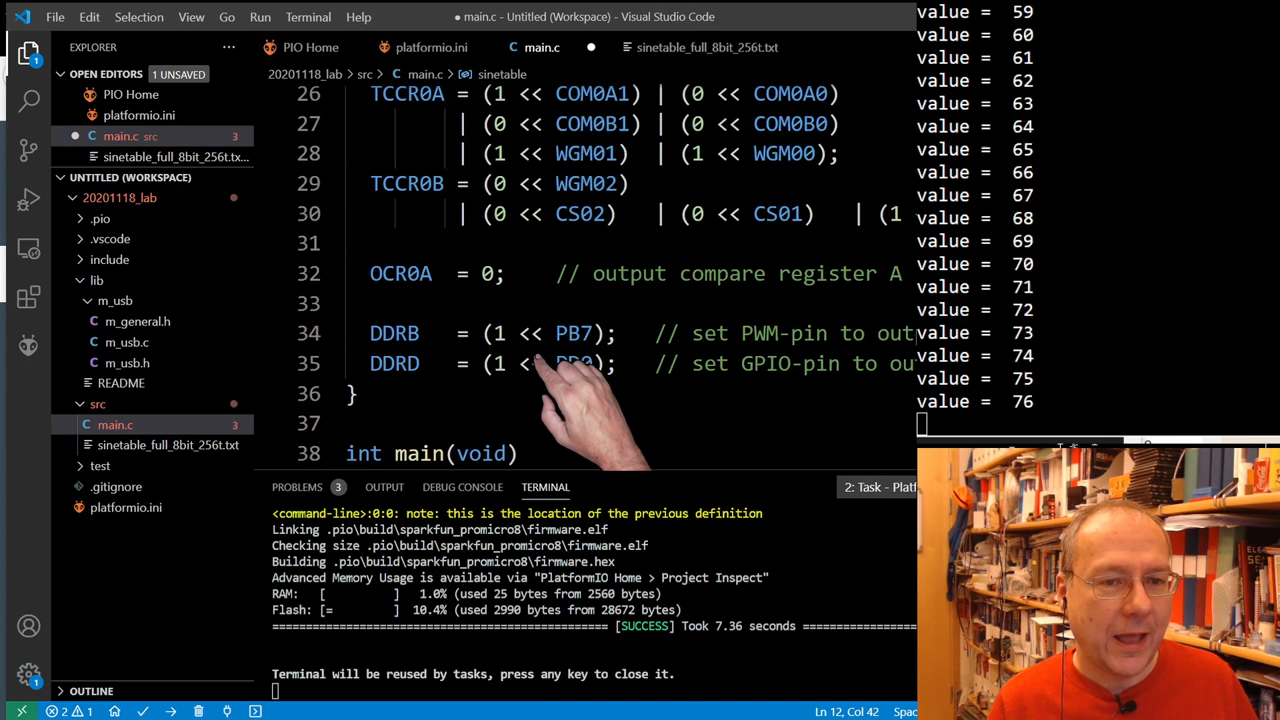 File Edit Selection View Go Run Terminal Help
● main.c - Untitled (Workspace) - Visual Studio Code
EXPLORER ···
OPEN EDITORS 1 UNSAVED
PIO Home
platformio.ini
main.c src 3
sinetable_full_8bit_256t.tx...
UNTITLED (WORKSPACE)
20201118_lab
.pio
.vscode
include
lib
m_usb
m_general.h
m_usb.c
m_usb.h
README
src
main.c 3
sinetable_full_8bit_256t.txt
test
.gitignore
platformio.ini
OUTLINE
1
1
PIO Home platformio.ini main.c sinetable_full_8bit_256t.txt
20201118_lab > src > main.c > sinetable
26 TCCR0A = (1 << COM0A1) | (0 << COM0A0)
27 | (0 << COM0B1) | (0 << COM0B0)
28 | (1 << WGM01) | (1 << WGM00);
29 TCCR0B = (0 << WGM02)
30 | (0 << CS02) | (0 << CS01) | (1
31
32 OCR0A = 0; // output compare register A
33
34 DDRB = (1 << PB7); // set PWM-pin to out
35 DDRD = (1 << ); // set GPIO-pin to ou
36 }
37
38 int main(void)
PROBLEMS 3 OUTPUT DEBUG CONSOLE TERMINAL 2: Task - Platf
<command-line>:0:0: note: this is the location of the previous definition
Linking .pio\build\sparkfun_promicro8\firmware.elf
Checking size .pio\build\sparkfun_promicro8\firmware.elf
Building .pio\build\sparkfun_promicro8\firmware.hex
Advanced Memory Usage is available via "PlatformIO Home > Project Inspect"
RAM: [ ] 1.0% (used 25 bytes from 2560 bytes)
Flash: [= ] 10.4% (used 2990 bytes from 28672 bytes)
============================================ [SUCCESS] Took 7.36 seconds ===============
Terminal will be reused by tasks, press any key to close it.
2 1
Ln 12, Col 42 Spac
value = 59
value = 60
value = 61
value = 62
value = 63
value = 64
value = 65
value = 66
value = 67
value = 68
value = 69
value = 70
value = 71
value = 72
value = 73
value = 74
value = 75
value = 76